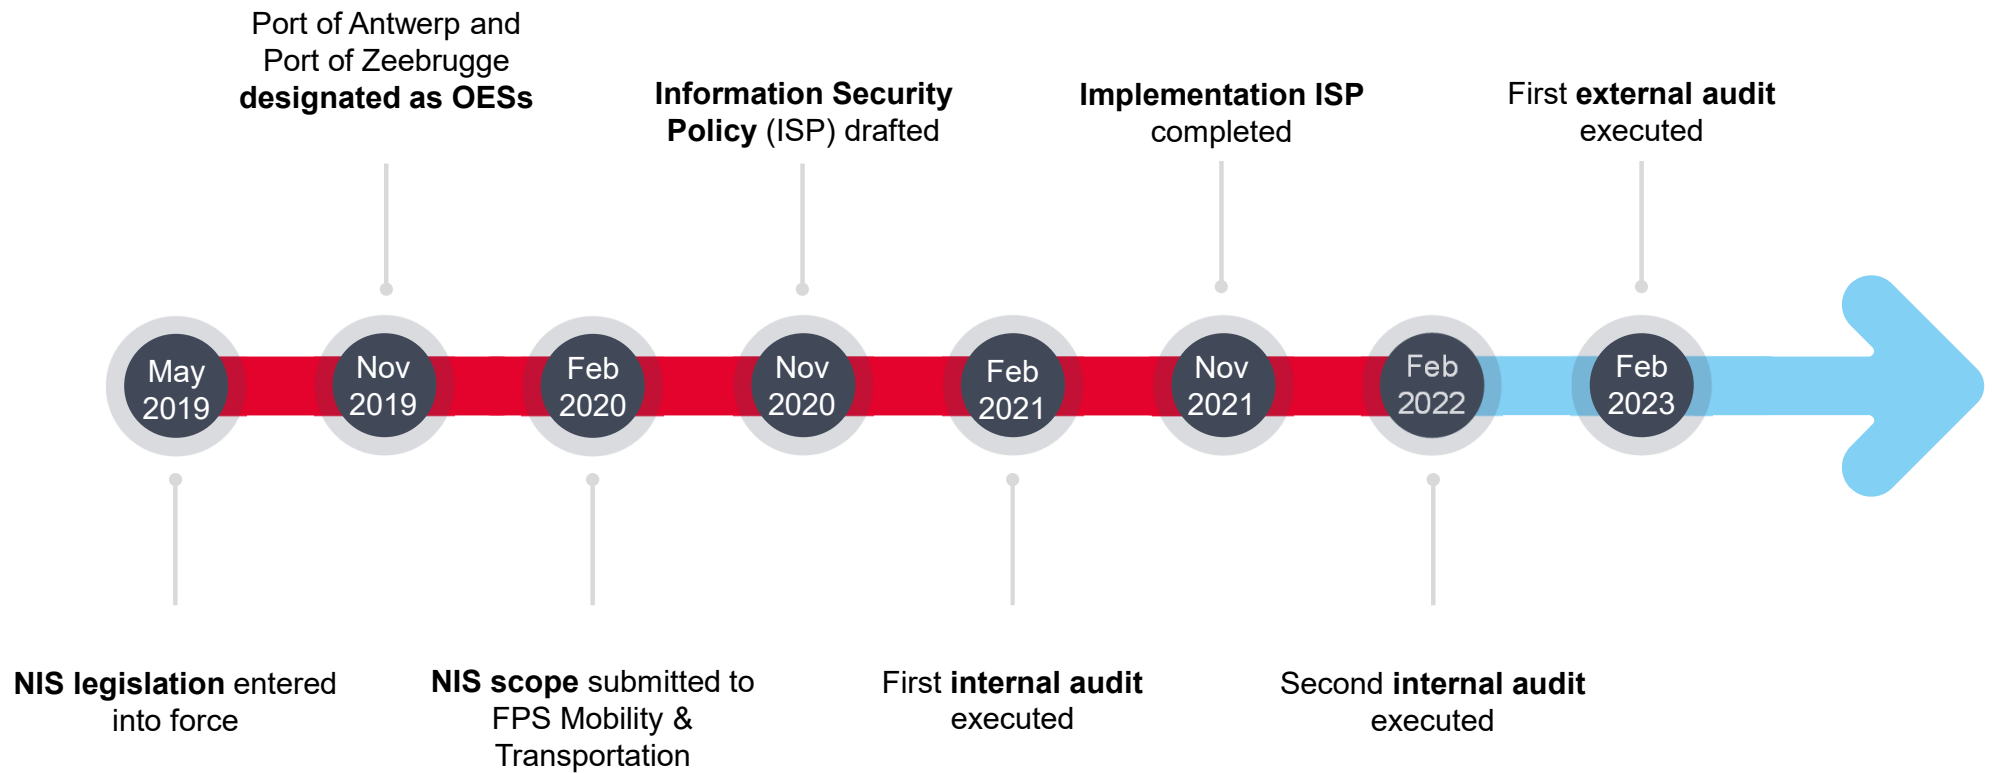 Port of Antwerp and
Port of Zeebrugge
designated as OESs
Information Security
Policy (ISP) drafted
Implementation ISP
completed
First external audit
executed
May
2019
Nov
2019
Feb
2020
Nov
2020
Feb
2021
Nov
2021
Feb
2022
Feb
2023
NIS legislation entered
into force
NIS scope submitted to
FPS Mobility &
Transportation
First internal audit
executed
Second internal audit
executed